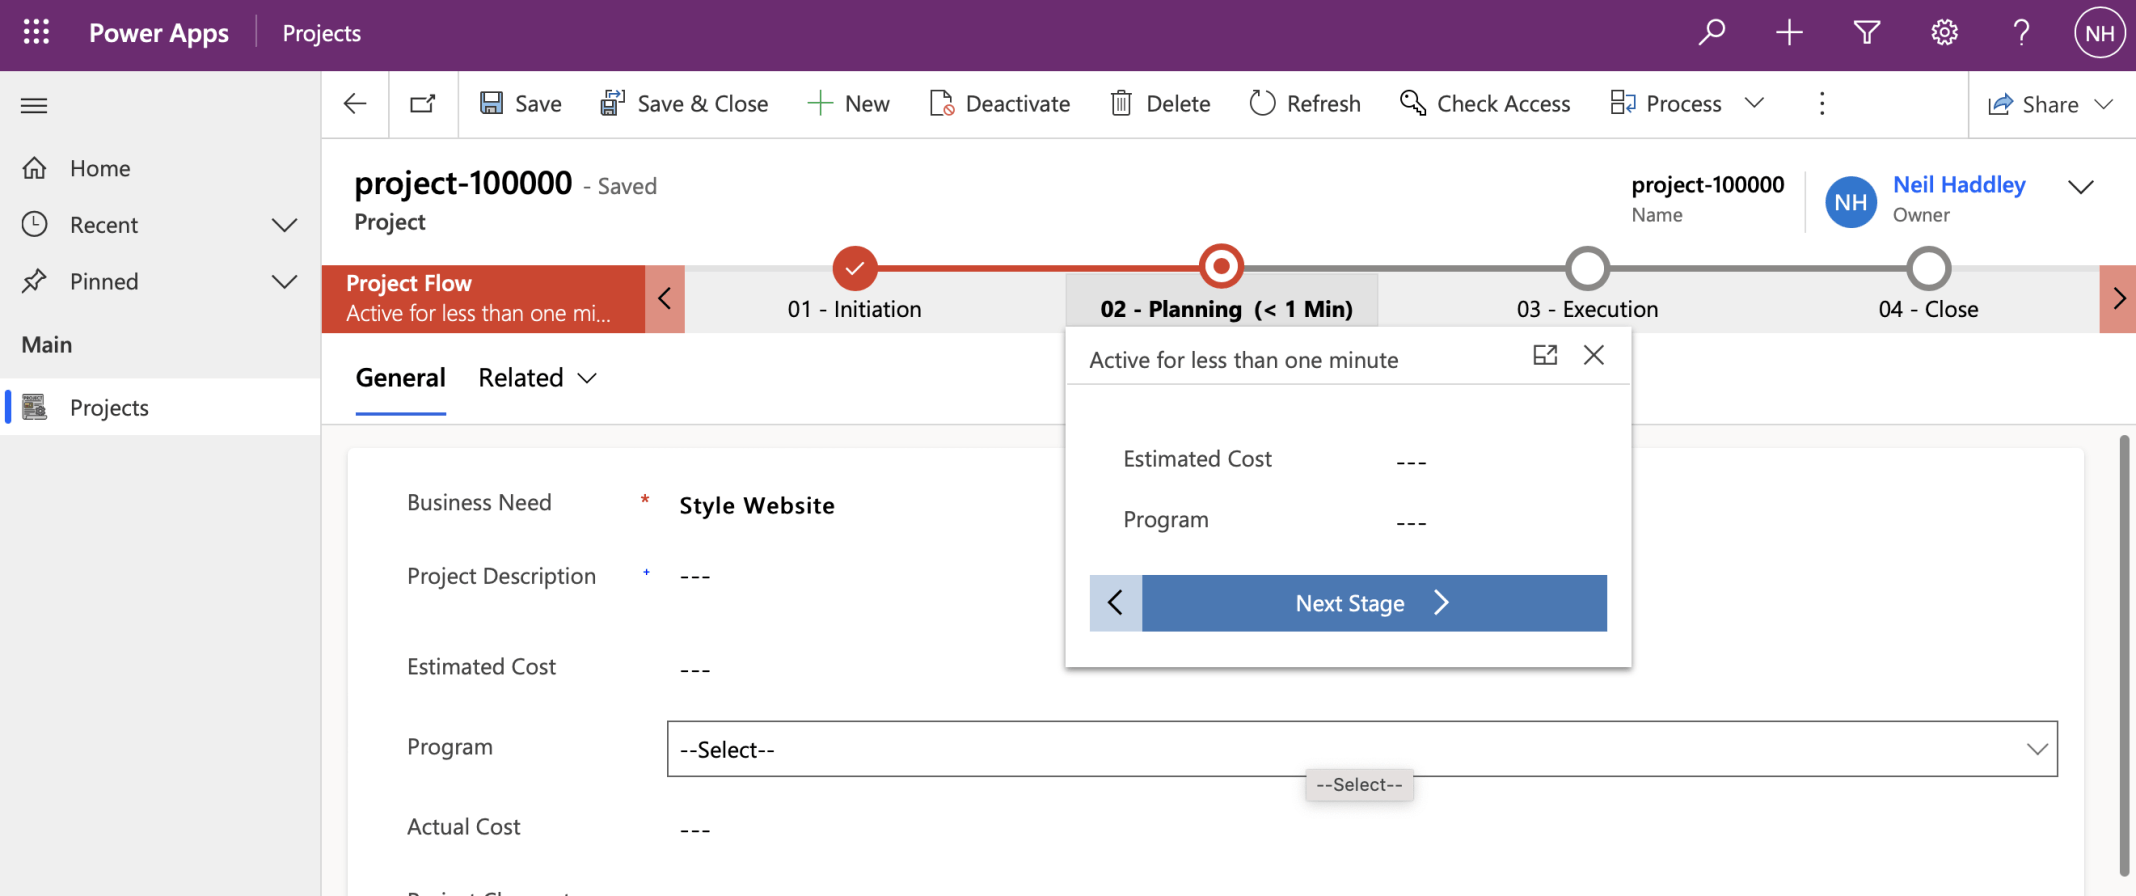 Power Apps
Projects
NH
Save
Save & Close
New
Deactivate
Delete
Refresh
Check Access
Process
Share
Home
Recent
Pinned
Main
Projects
project-100000 - Saved
Project
project-100000
Name
NH
Neil Haddley
Owner
Project Flow
Active for less than one mi...
01 - Initiation
02 - Planning (< 1 Min)
03 - Execution
04 - Close
General
Related
Active for less than one minute
Estimated Cost ---
Program ---
Next Stage
Business Need * Style Website
Project Description + ---
Estimated Cost ---
Program --Select--
--Select--
Actual Cost ---